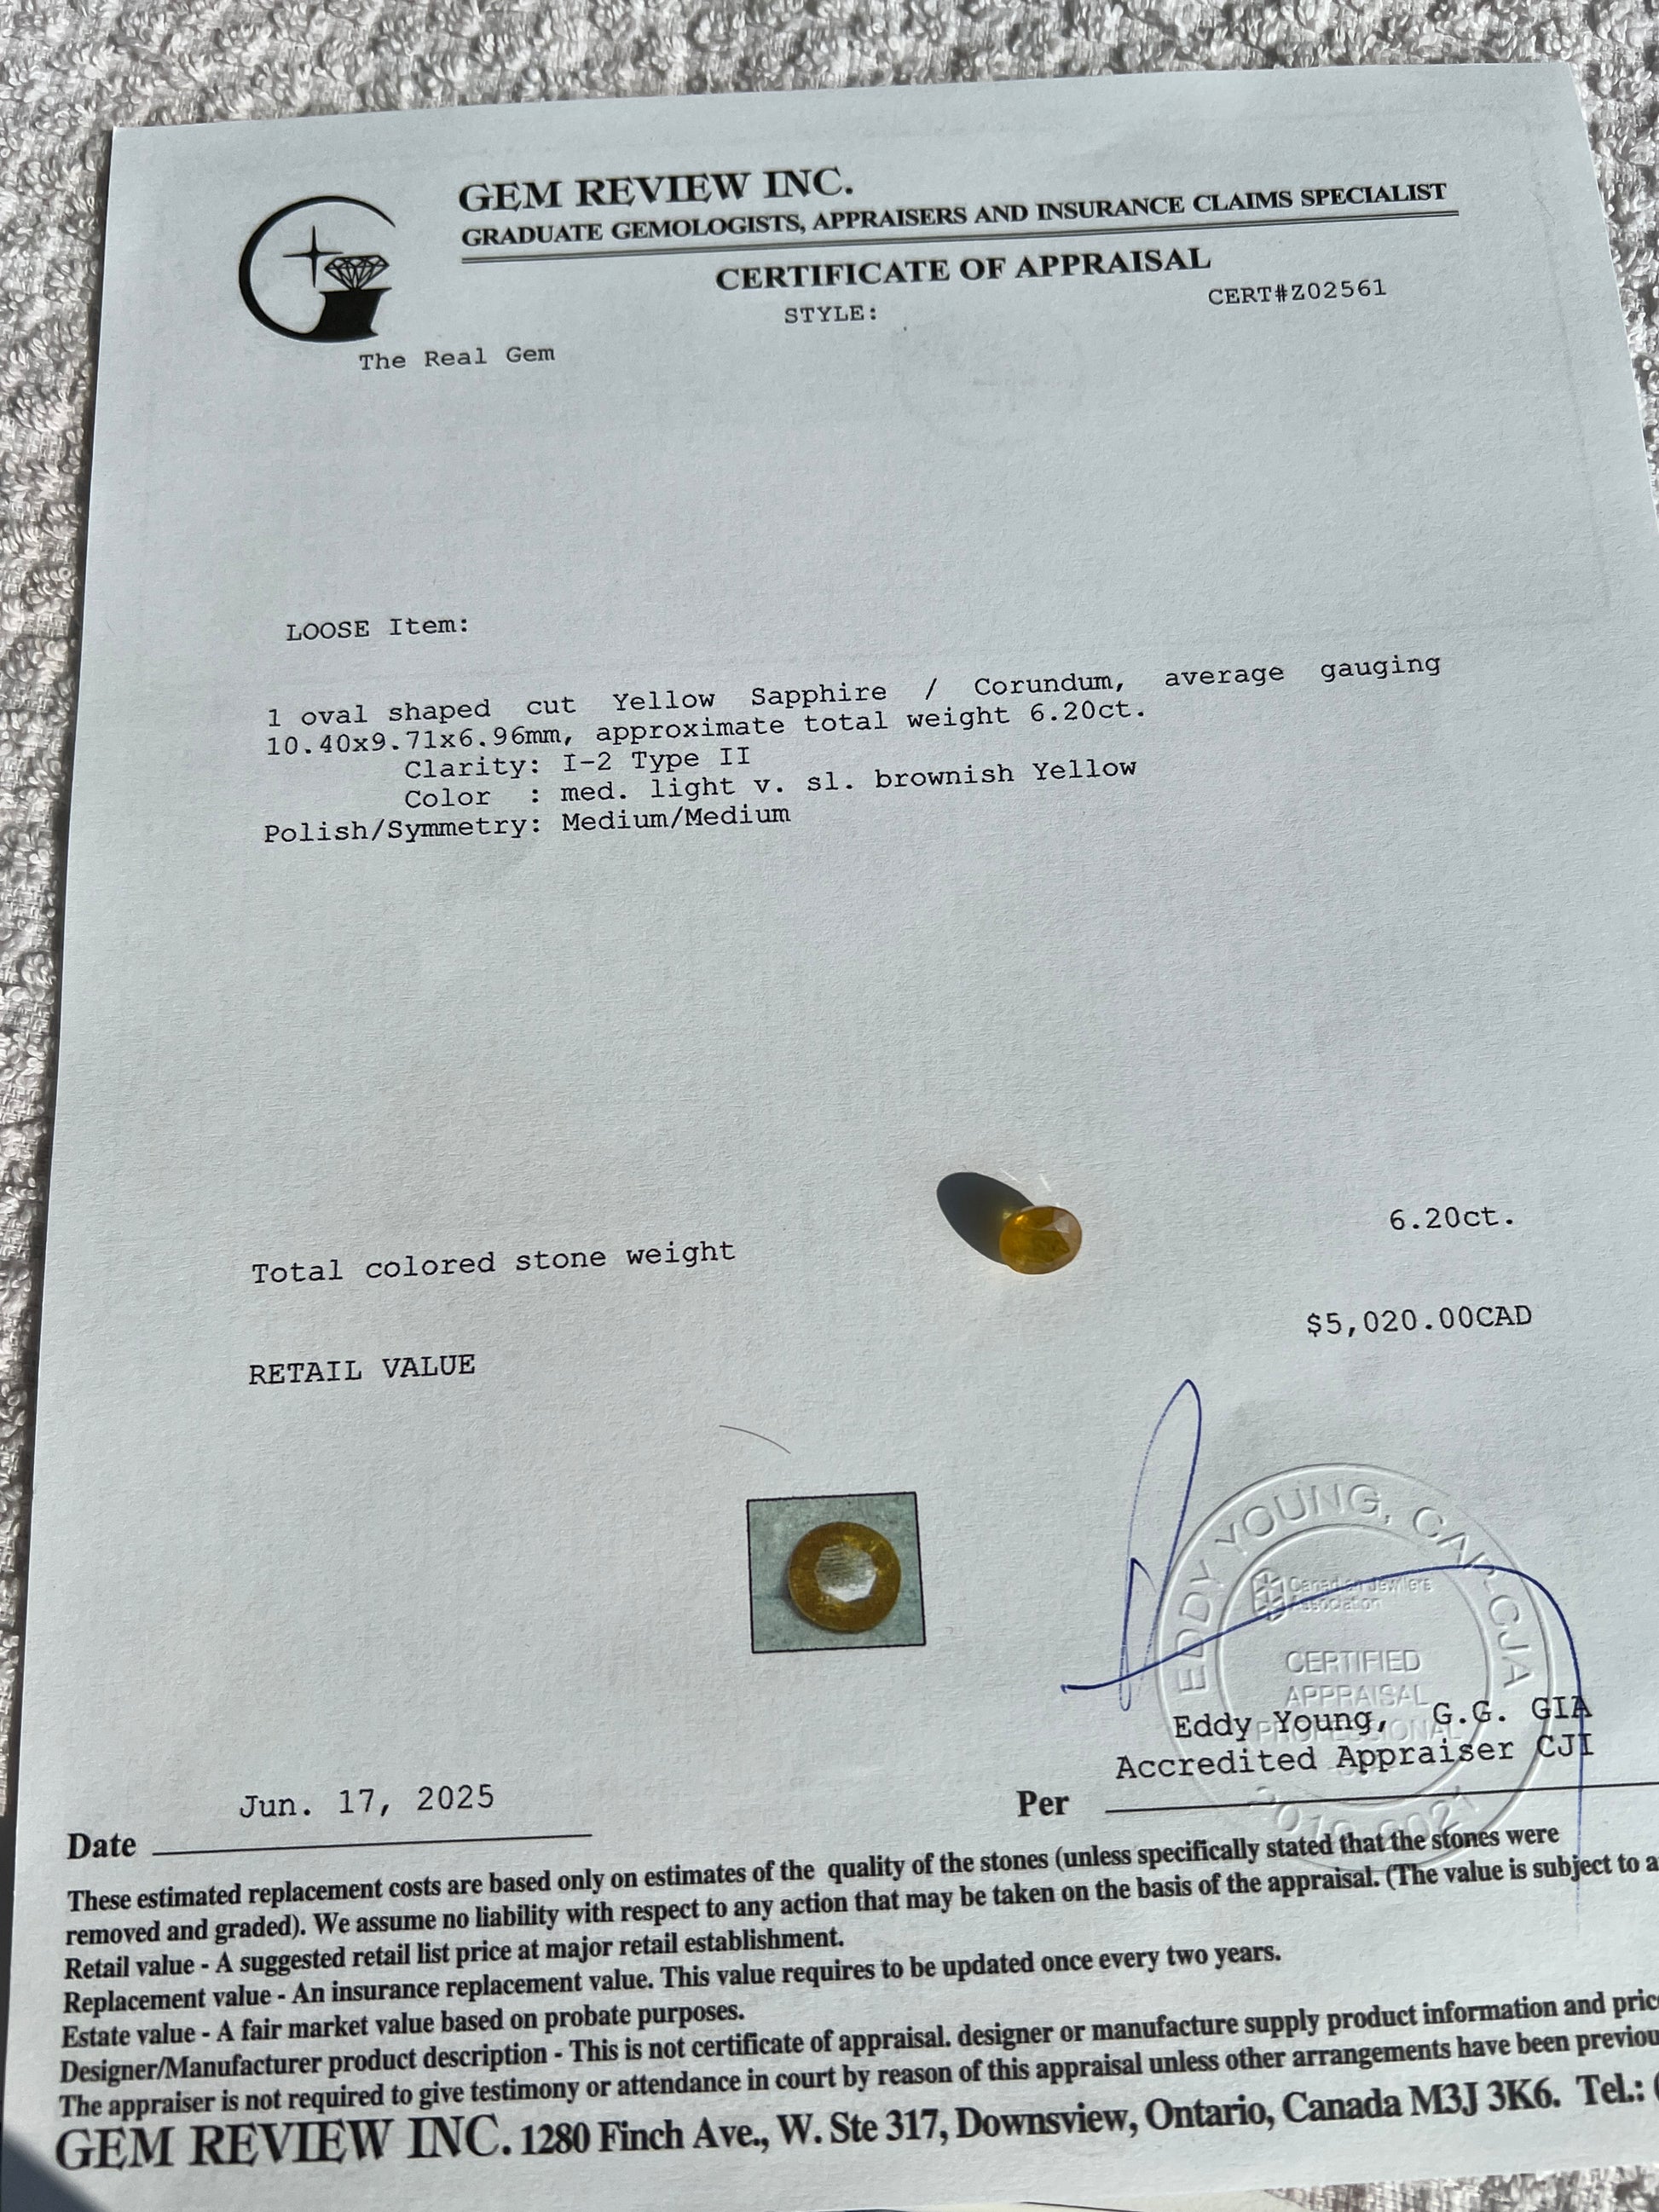 GEM REVIEW INC.
GRADUATE GEMOLOGISTS, APPRAISERS AND INSURANCE CLAIMS SPECIALIST
CERTIFICATE OF APPRAISAL
STYLE:
CERT#Z02561
The Real Gem
LOOSE Item:
1 oval shaped cut Yellow Sapphire / Corundum, average gauging
10.40x9.71x6.96mm, approximate total weight 6.20ct.
Clarity: I-2 Type II
Color : med. light v. sl. brownish Yellow
Polish/Symmetry: Medium/Medium
Total colored stone weight 6.20ct.
RETAIL VALUE $5,020.00CAD
EDDY YOUNG, CAP-CJA
Canadian Jewellers
Association
CERTIFIED
APPRAISAL
PROFESSIONAL
Eddy Young, G.G. GIA
Accredited Appraiser CJI
Jun. 17, 2025
Date
Per
These estimated replacement costs are based only on estimates of the quality of the stones (unless specifically stated that the stones were
removed and graded). We assume no liability with respect to any action that may be taken on the basis of the appraisal. (The value is subject to
Retail value - A suggested retail list price at major retail establishment.
Replacement value - An insurance replacement value. This value requires to be updated once every two years.
Estate value - A fair market value based on probate purposes.
Designer/Manufacturer product description - This is not certificate of appraisal. designer or manufacture supply product information and
The appraiser is not required to give testimony or attendance in court by reason of this appraisal unless other arrangements have been
GEM REVIEW INC. 1280 Finch Ave., W. Ste 317, Downsview, Ontario, Canada M3J 3K6. Tel.: (